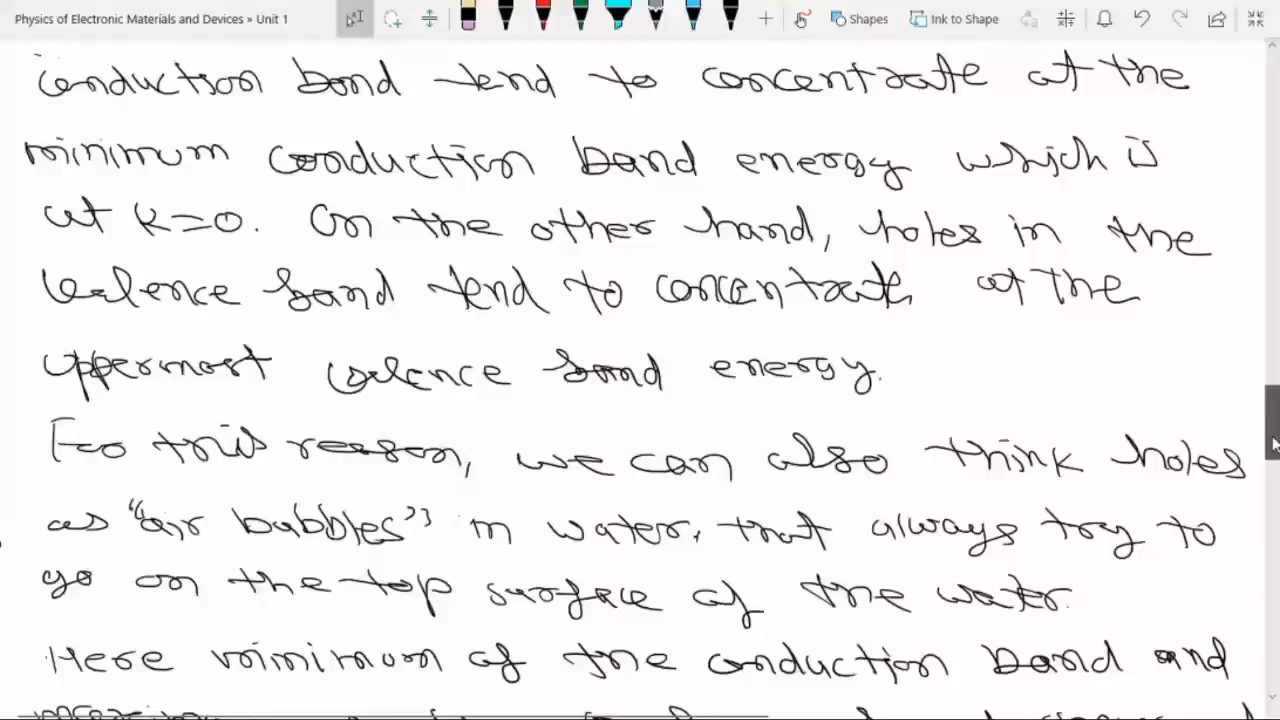 Physics of Electronic Materials and Devices » Unit 1
Shapes
Ink to Shape
conduction band tend to concentrate at the
minimum conduction band energy which is
at K=0. On the other hand, holes in the
valence band tend to concentrate at the
uppermost valence band energy.
For this reason, we can also think holes
as "air bubbles" in water, that always try to
go on the top surface of the water.
Here minimum of the conduction band and